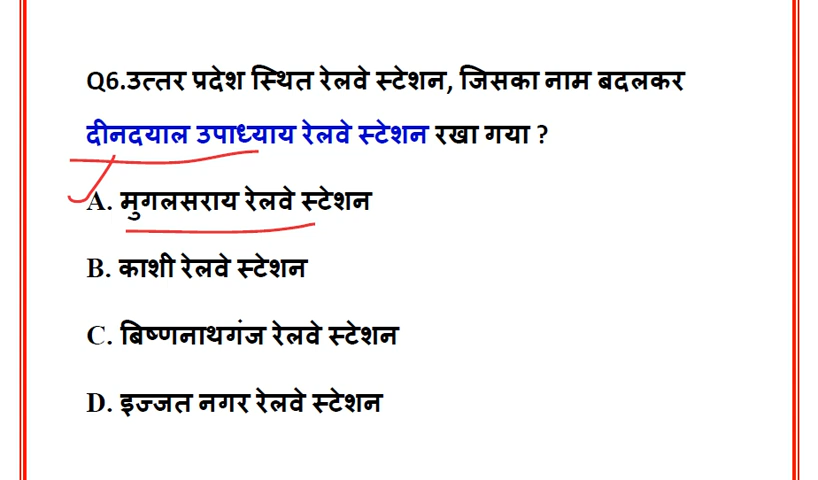 Q6.उत्तर प्रदेश स्थित रेलवे स्टेशन, जिसका नाम बदलकर
दीनदयाल उपाध्याय रेलवे स्टेशन रखा गया ?
A. मुगलसराय रेलवे स्टेशन
B. काशी रेलवे स्टेशन
C. बिष्णनाथगंज रेलवे स्टेशन
D. इज्जत नगर रेलवे स्टेशन